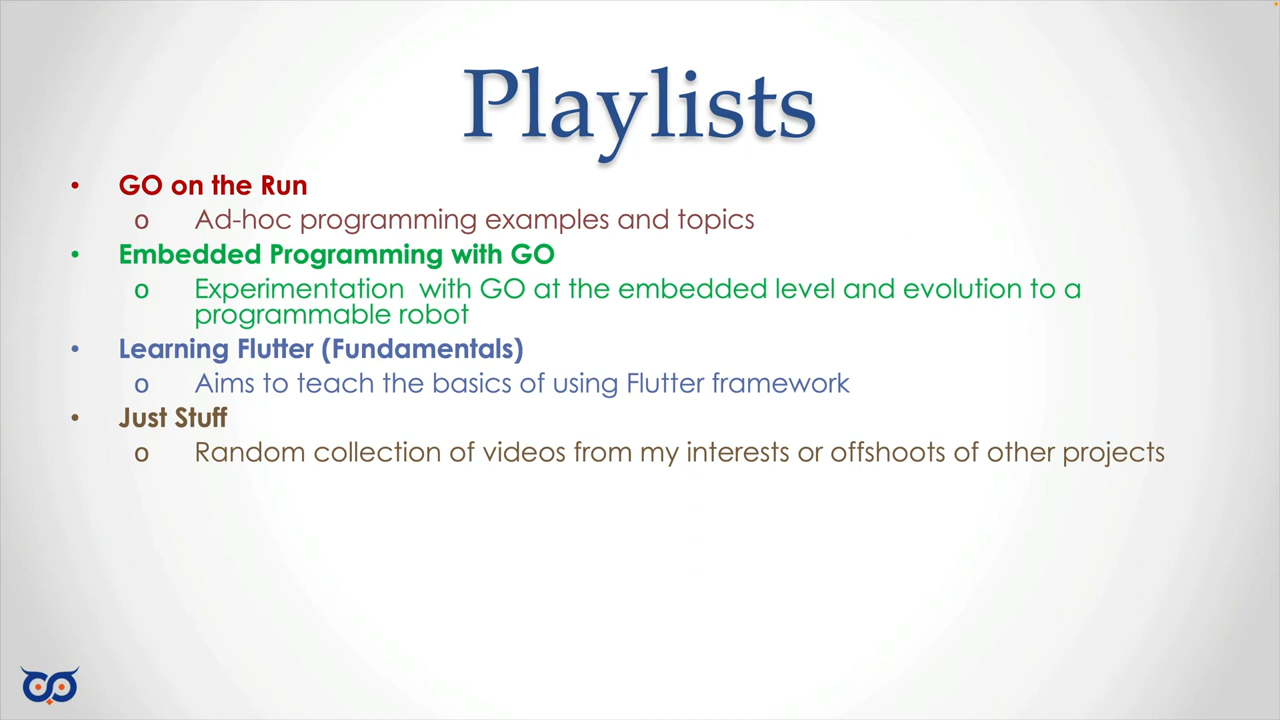 Playlists
• GO on the Run
o Ad-hoc programming examples and topics
• Embedded Programming with GO
o Experimentation  with GO at the embedded level and evolution to a
programmable robot
• Learning Flutter (Fundamentals)
o Aims to teach the basics of using Flutter framework
• Just Stuff
o Random collection of videos from my interests or offshoots of other projects